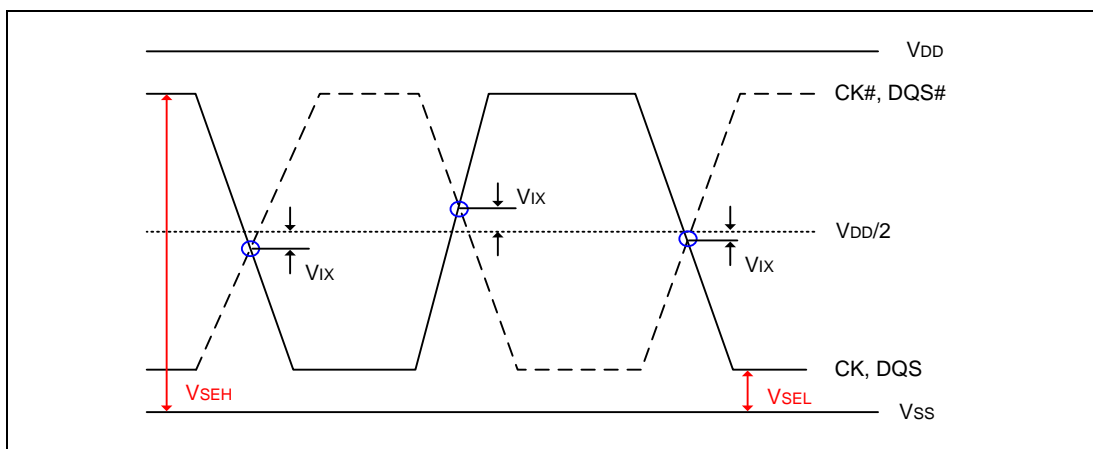 VDD
CK#, DQS#
VIX
VDD/2
VIX
VIX
CK, DQS
VSEH
VSEL
VSS